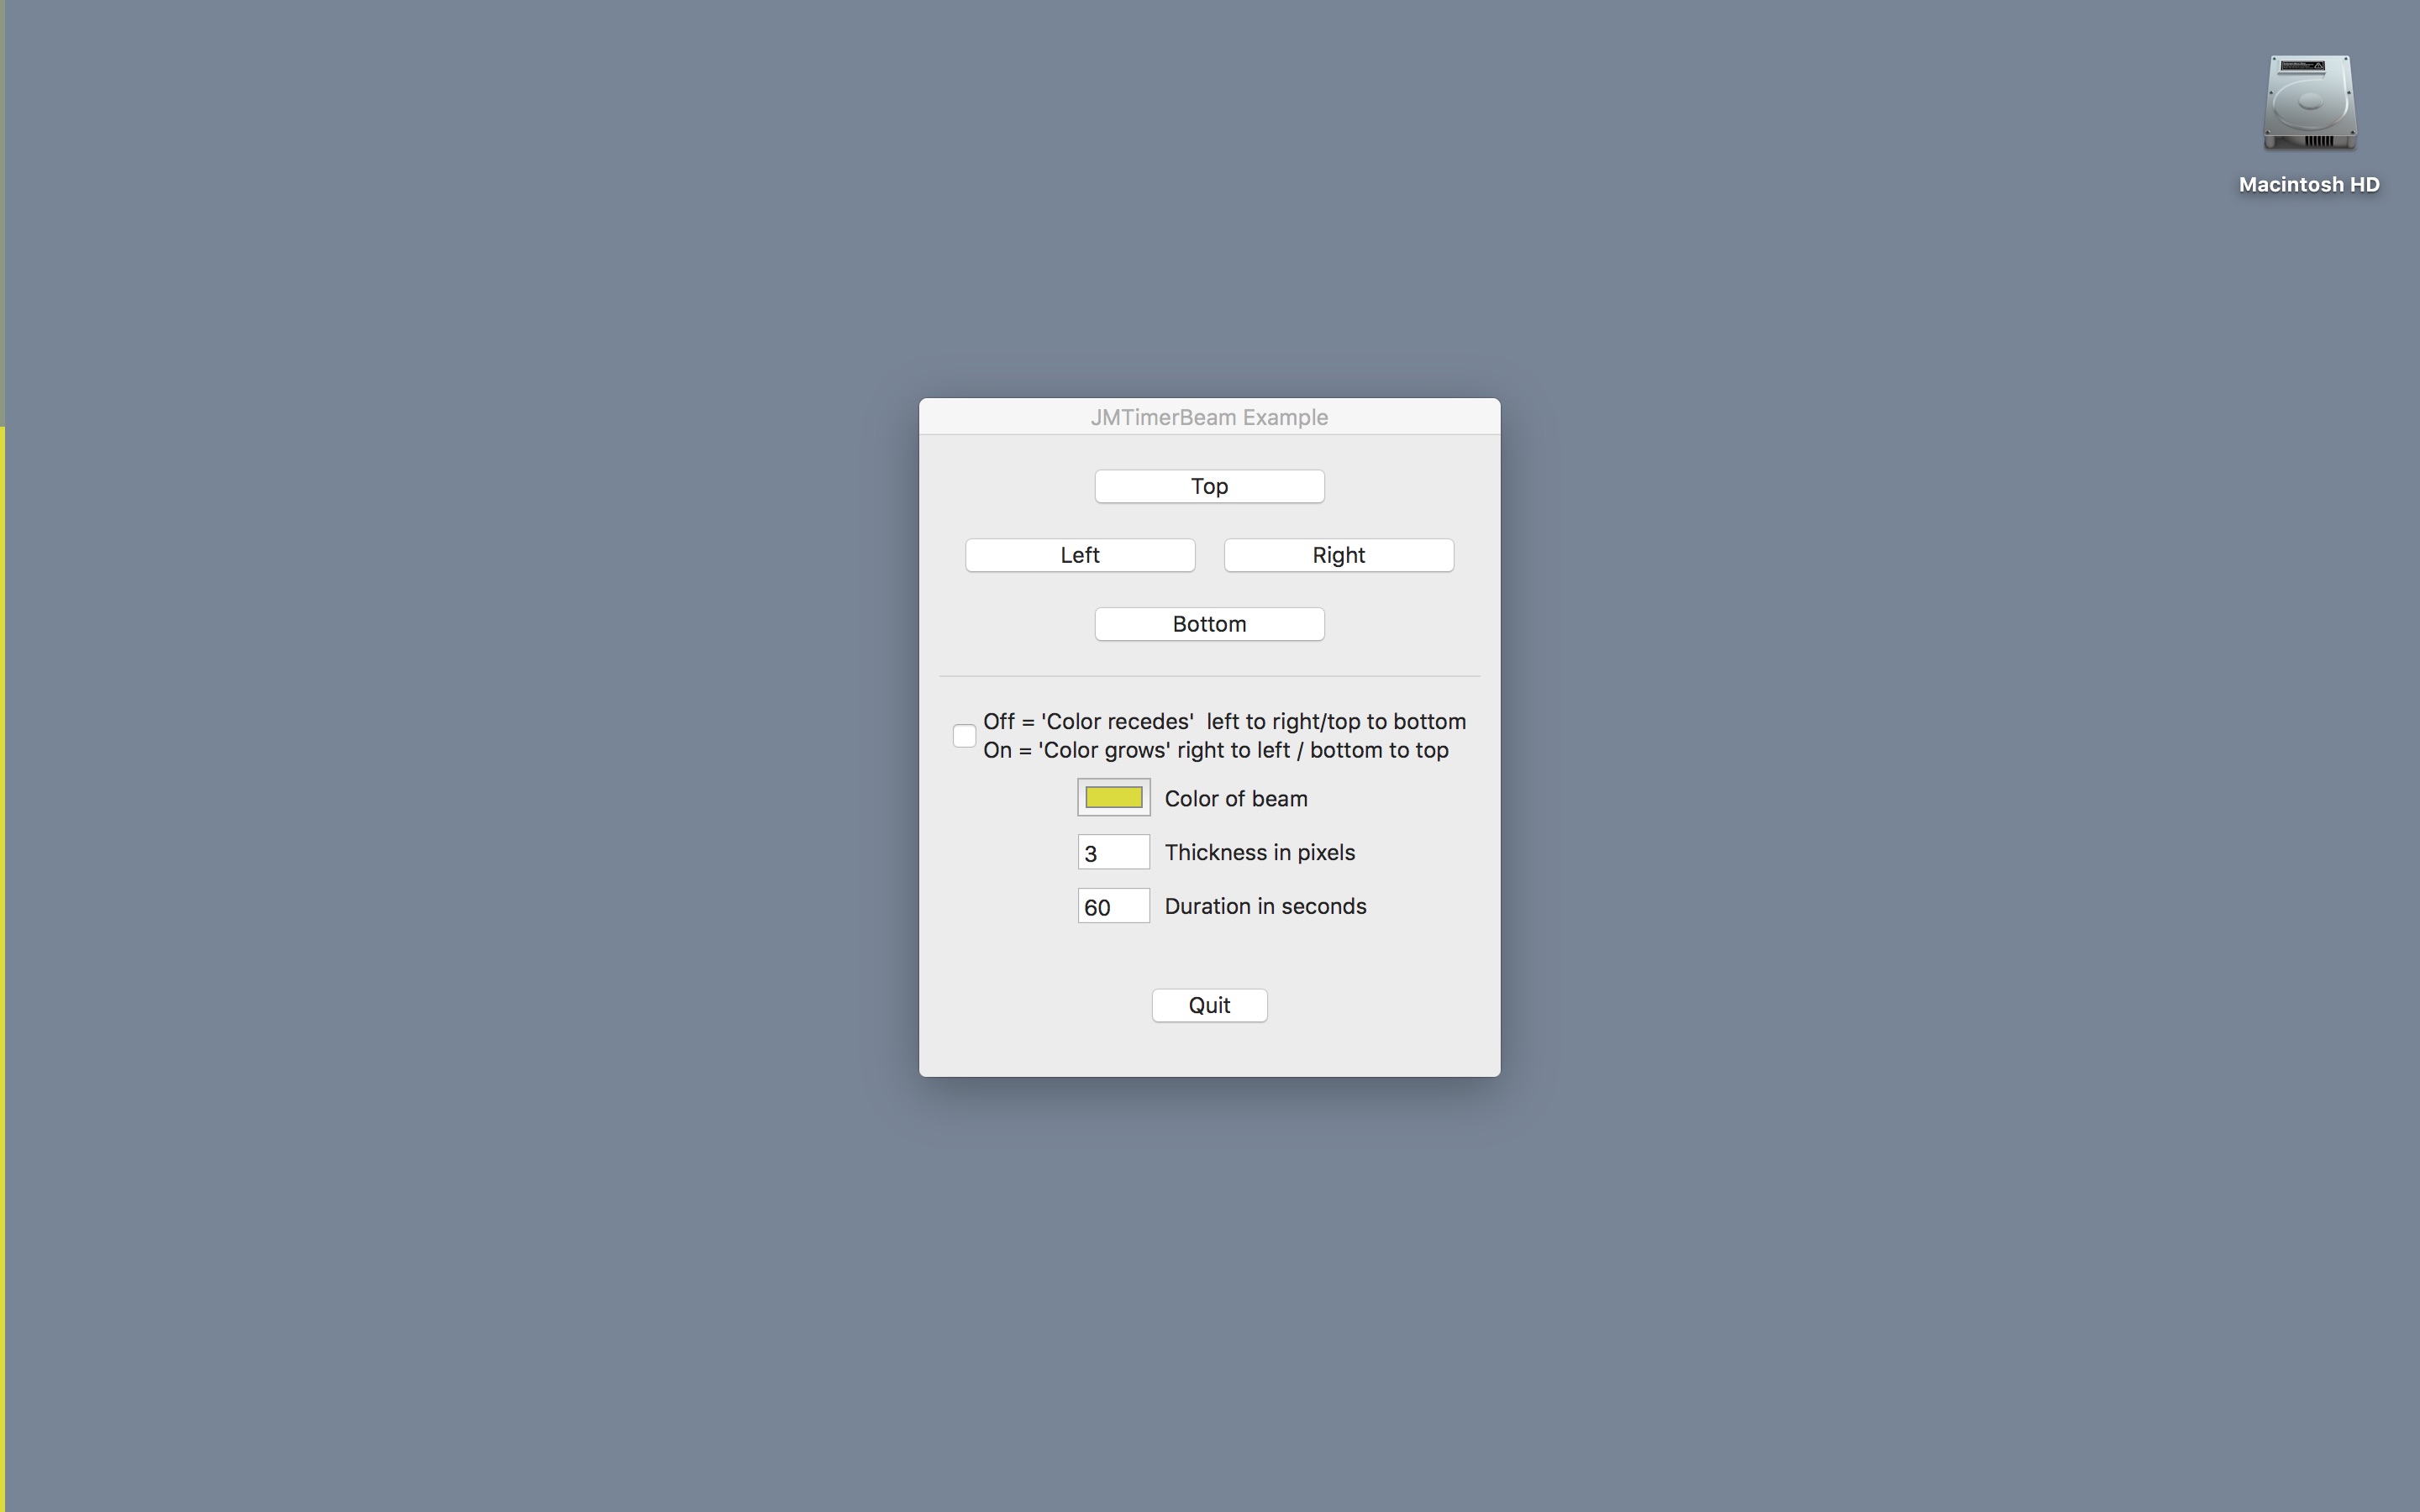 Macintosh HD
JMTimerBeam Example
Top
Left
Right
Bottom
Off = 'Color recedes'  left to right/top to bottom
On = 'Color grows' right to left / bottom to top
Color of beam
3
Thickness in pixels
60
Duration in seconds
Quit